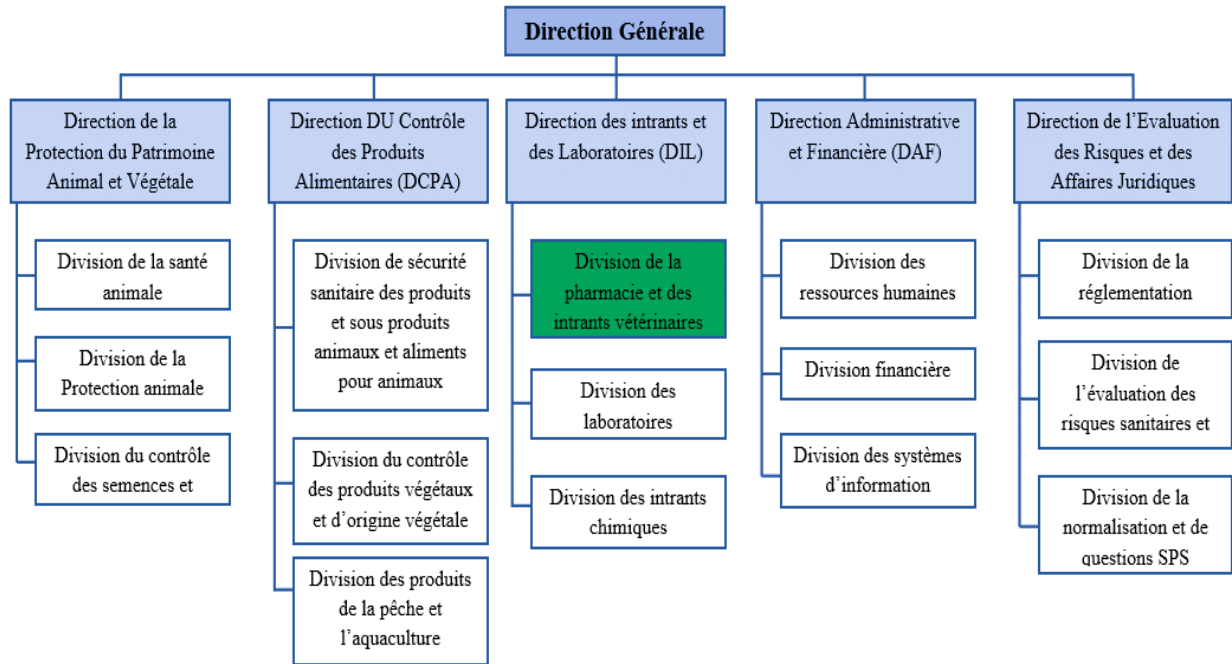 Direction Générale
Direction de la
Protection du Patrimoine
Animal et Végétale
Division de la santé
animale
Division de la
Protection animale
Division du contrôle
des semences et
Direction DU Contrôle
des Produits
Alimentaires (DCPA)
Division de sécurité
sanitaire des produits
et sous produits
animaux et aliments
pour animaux
Division du contrôle
des produits végétaux
et d’origine végétale
Division des produits
de la pêche et
l’aquaculture
Direction des intrants et
des Laboratoires (DIL)
Division de la
pharmacie et des
intrants vétérinaires
Division des
laboratoires
Division des intrants
chimiques
Direction Administrative
et Financière (DAF)
Division des
ressources humaines
Division financière
Division des systèmes
d’information
Direction de l’Evaluation
des Risques et des
Affaires Juridiques
Division de la
réglementation
Division de
l’évaluation des
risques sanitaires et
Division de la
normalisation et de
questions SPS